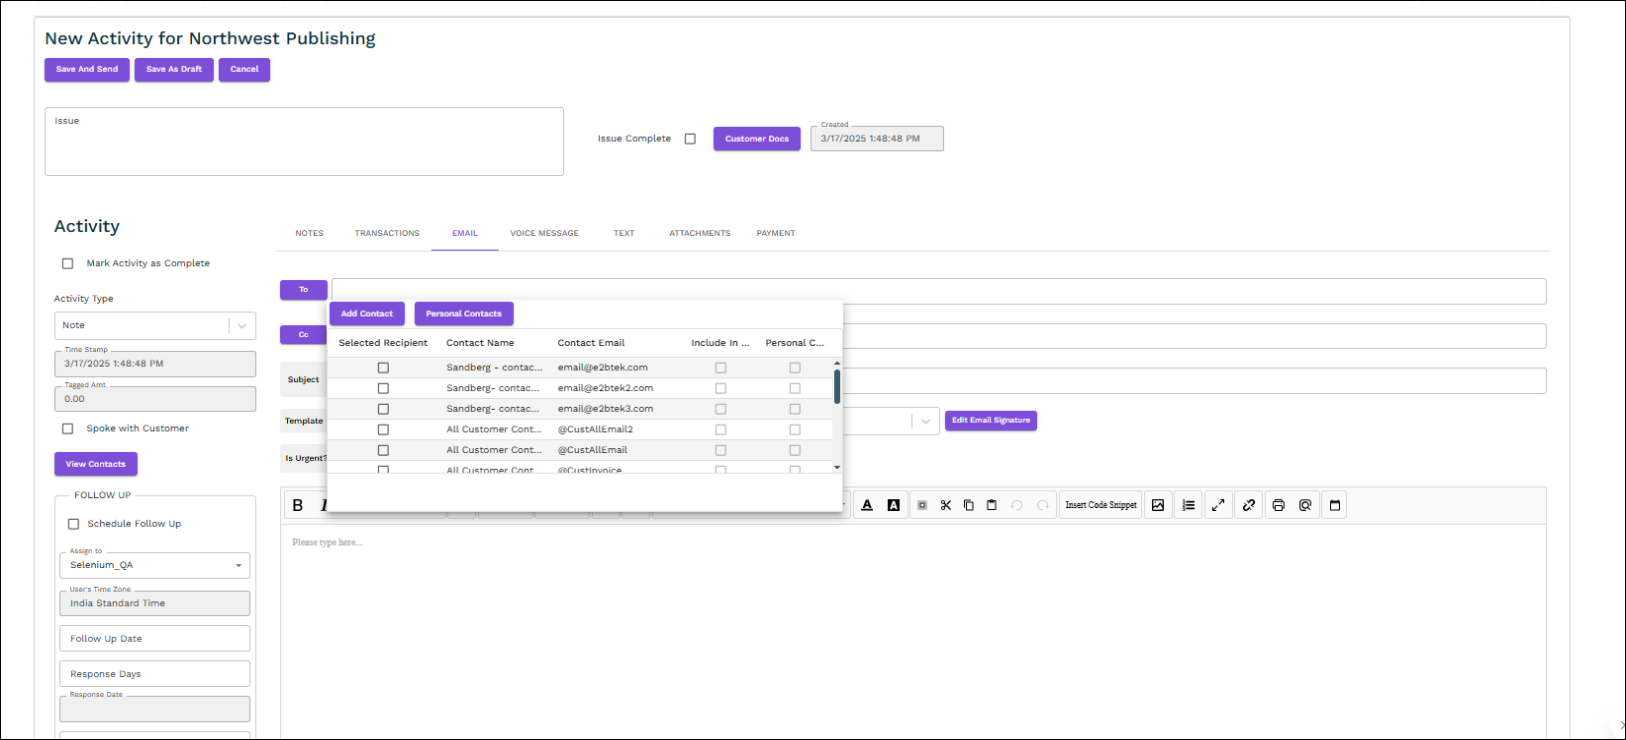 New Activity for Northwest Publishing
Save And Send Save As Draft Cancel
Issue
Issue Complete Customer Docs
Created
3/17/2025 1:48:48 PM
Activity
Mark Activity as Complete
Activity Type
Note
Time Stamp
3/17/2025 1:48:48 PM
Tagged Amt
0.00
Spoke with Customer
View Contacts
FOLLOW UP
Schedule Follow Up
Assign to
Selenium_QA
User's Time Zone
India Standard Time
Follow Up Date
Response Days
Response Date
NOTES TRANSACTIONS EMAIL VOICE MESSAGE TEXT ATTACHMENTS PAYMENT
To
Cc
Subject
Template
Is Urgent?
Add Contact Personal Contacts
Selected Recipient Contact Name Contact Email Include In ... Personal C...
Sandberg - contac... email@e2btek.com
Sandberg- contac... email@e2btek2.com
Sandberg- contac... email@e2btek3.com
All Customer Cont... @CustAllEmail2
All Customer Cont... @CustAllEmail
All Customer Cont... @CustInvoice
Edit Email Signature
B I A A Insert Code Snippet
Please type here...